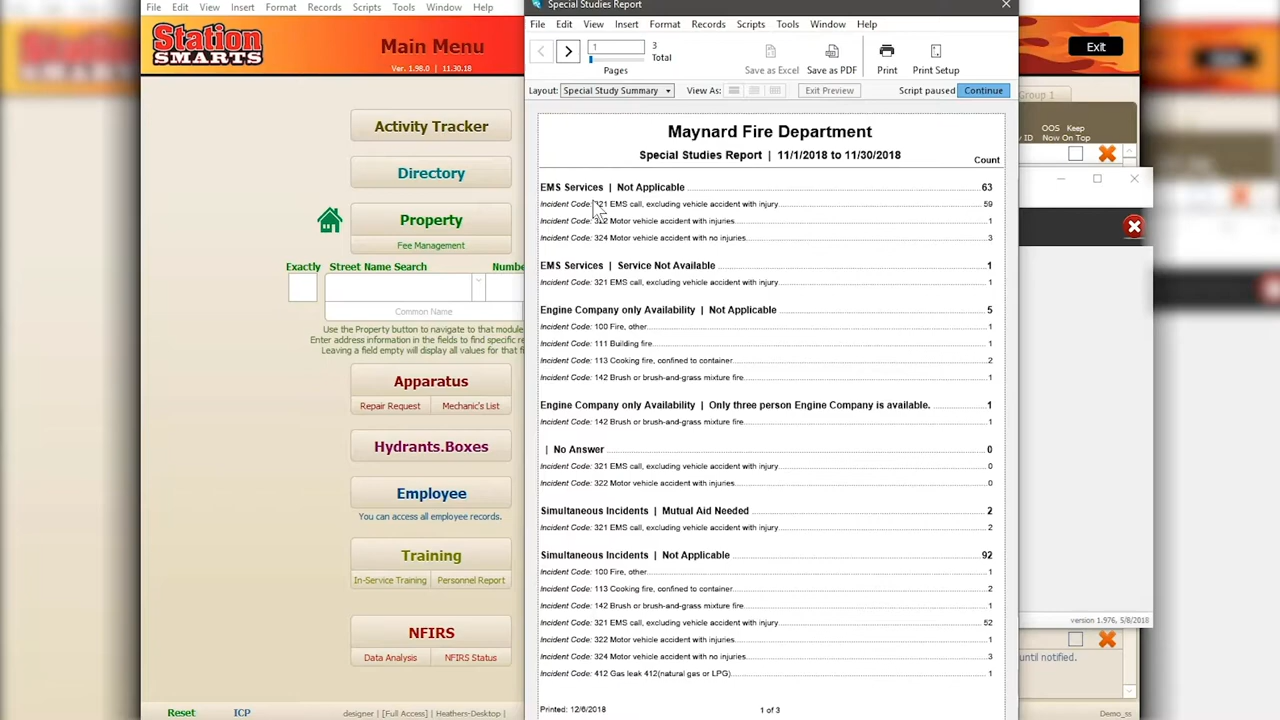 File Edit View Insert Format Records Scripts Tools Window Help
Station SMARTS
Main Menu
Ver. 1.98.0 | 11.30.18
Activity Tracker
Directory
Property
Fee Management
Exactly Street Name Search
Common Name
Use the Property button to navigate to that module
Enter address information in the fields to find specific
Leaving a field empty will display all values for that
Apparatus
Repair Request Mechanic's List
Hydrants.Boxes
Employee
You can access all employee records.
Training
In-Service Training Personnel Report
NFIRS
Data Analysis NFIRS Status
Reset ICP designer | [Full Access] | Heathers-Desktop |
Special Studies Report
File Edit View Insert Format Records Scripts Tools Window Help
1 3
Total
Pages Save as Excel Save as PDF Print Print Setup
Layout: Special Study Summary View As: Exit Preview Script paused Continue
Maynard Fire Department
Special Studies Report | 11/1/2018 to 11/30/2018
Count
EMS Services | Not Applicable 63
Incident Code: 321 EMS call, excluding vehicle accident with injury 59
Incident Code: 322 Motor vehicle accident with injuries 1
Incident Code: 324 Motor vehicle accident with no injuries 3
EMS Services | Service Not Available 1
Incident Code: 321 EMS call, excluding vehicle accident with injury 1
Engine Company only Availability | Not Applicable 5
Incident Code: 100 Fire, other 1
Incident Code: 111 Building fire 1
Incident Code: 113 Cooking fire, confined to container 2
Incident Code: 142 Brush or brush-and-grass mixture fire 1
Engine Company only Availability | Only three person Engine Company is available. 1
Incident Code: 142 Brush or brush-and-grass mixture fire 1
| No Answer 0
Incident Code: 321 EMS call, excluding vehicle accident with injury 0
Incident Code: 322 Motor vehicle accident with injuries 0
Simultaneous Incidents | Mutual Aid Needed 2
Incident Code: 321 EMS call, excluding vehicle accident with injury 2
Simultaneous Incidents | Not Applicable 92
Incident Code: 100 Fire, other 1
Incident Code: 113 Cooking fire, confined to container 2
Incident Code: 142 Brush or brush-and-grass mixture fire 1
Incident Code: 321 EMS call, excluding vehicle accident with injury 52
Incident Code: 322 Motor vehicle accident with injuries 1
Incident Code: 324 Motor vehicle accident with no injuries 3
Incident Code: 412 Gas leak 412(natural gas or LPG) 1
Printed: 12/6/2018 1 of 3
Exit
Group 1
OOS Keep
ID Now On Top
version 1.976, 5/8/2018
until notified.
Demo_ss